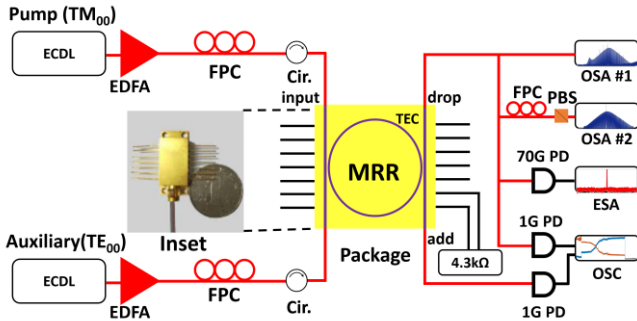 Pump (TM00)
ECDL
EDFA
FPC
Cir.
input
TEC
drop
MRR
add
Package
4.3kΩ
Inset
Auxiliary(TE00)
ECDL
EDFA
FPC
Cir.
OSA #1
FPC
PBS
OSA #2
70G PD
ESA
1G PD
OSC
1G PD